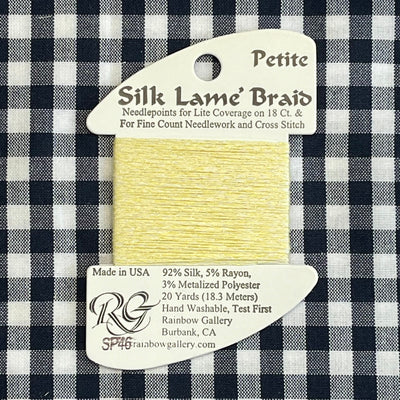 Petite
Silk Lamé Braid
Needlepoints for Lite Coverage on 18 Ct. &
For Fine Count Needlework and Cross Stitch
Made in USA
92% Silk, 5% Rayon,
3% Metalized Polyester
20 Yards (18.3 Meters)
Hand Washable, Test First
Rainbow Gallery
Burbank, CA
RG
SP46
rainbowgallery.com